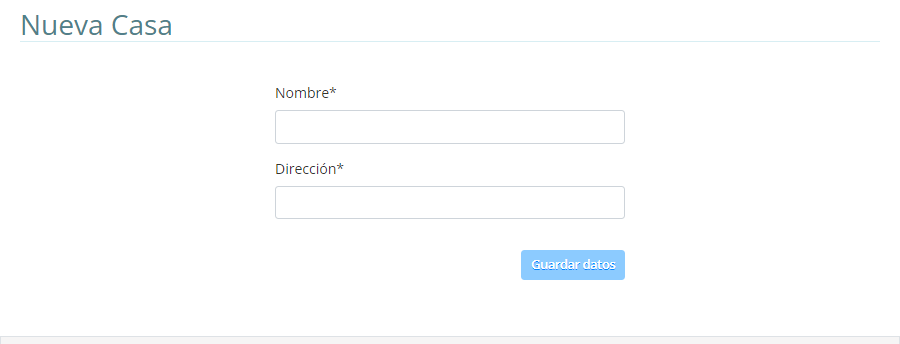 Nueva Casa
Nombre*
Dirección*
Guardar datos